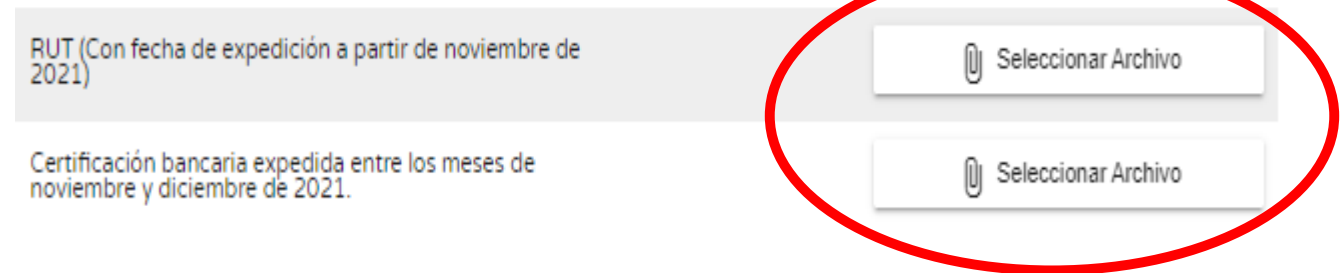 RUT (Con fecha de expedición a partir de noviembre de
2021)
Seleccionar Archivo
Certificación bancaria expedida entre los meses de
noviembre y diciembre de 2021.
Seleccionar Archivo